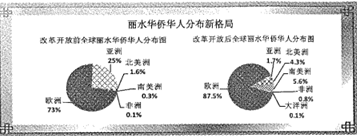 丽水华侨华人分布新格局
改革开放前全球丽水华侨华人分布图
亚洲
25%
北美洲
1.6%
南美洲
0.3%
非洲
0.1%
欧洲
73%
改革开放后全球丽水华侨华人分布图
亚洲
1.7%
北美洲
4.3%
南美洲
5.6%
非洲
0.8%
大洋洲
0.1%
欧洲
87.5%